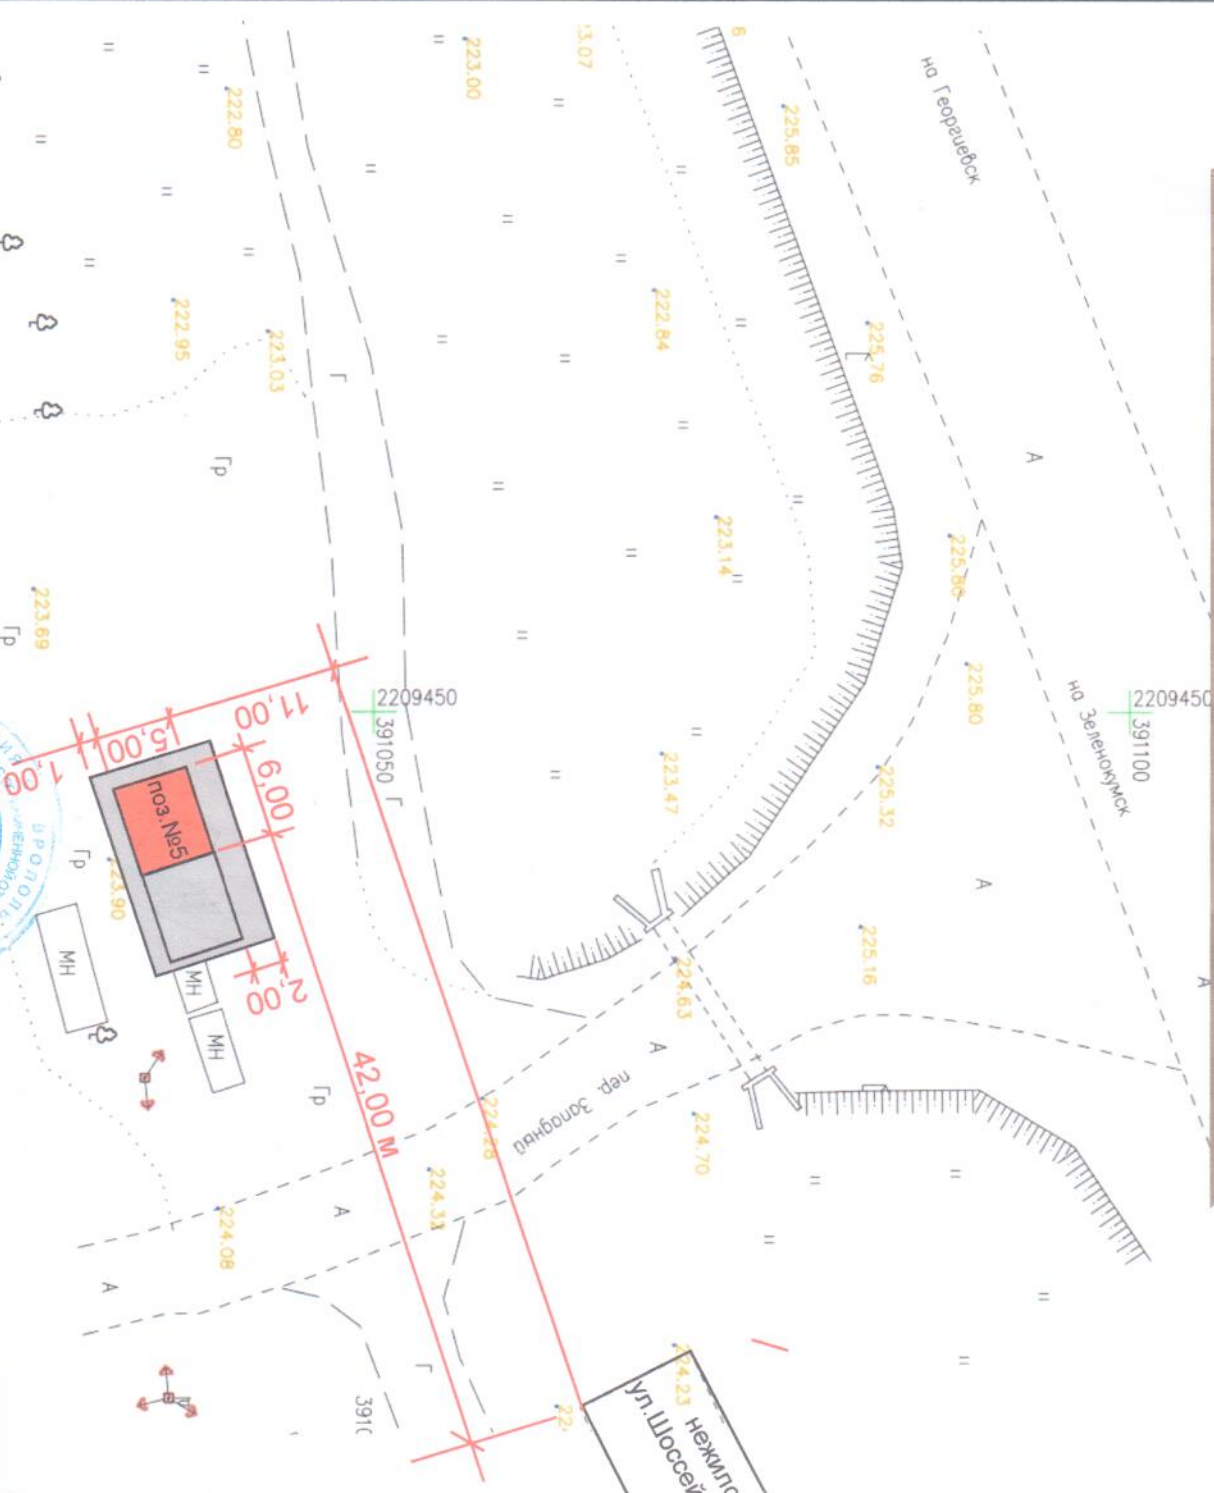 на Георгиевск
225.85
223.00
222.80
225.76
222.84
222.95
223.03
Г
А
Гр
225.86
223.14
223.69
Гр
на Зеленокумск
2209450
391100
2209450
391050
225.80
223.47
225.32
Г
11,00
5,00
1,00
6,00
поз.№5
Гр
МН
МН
МН
2,00
А
225.16
А
224.63
А
пер. Западный
42,00 м
Гр
224.28
224.70
224.33
А
224.08
А
Г
224.23
ул.Шоссей